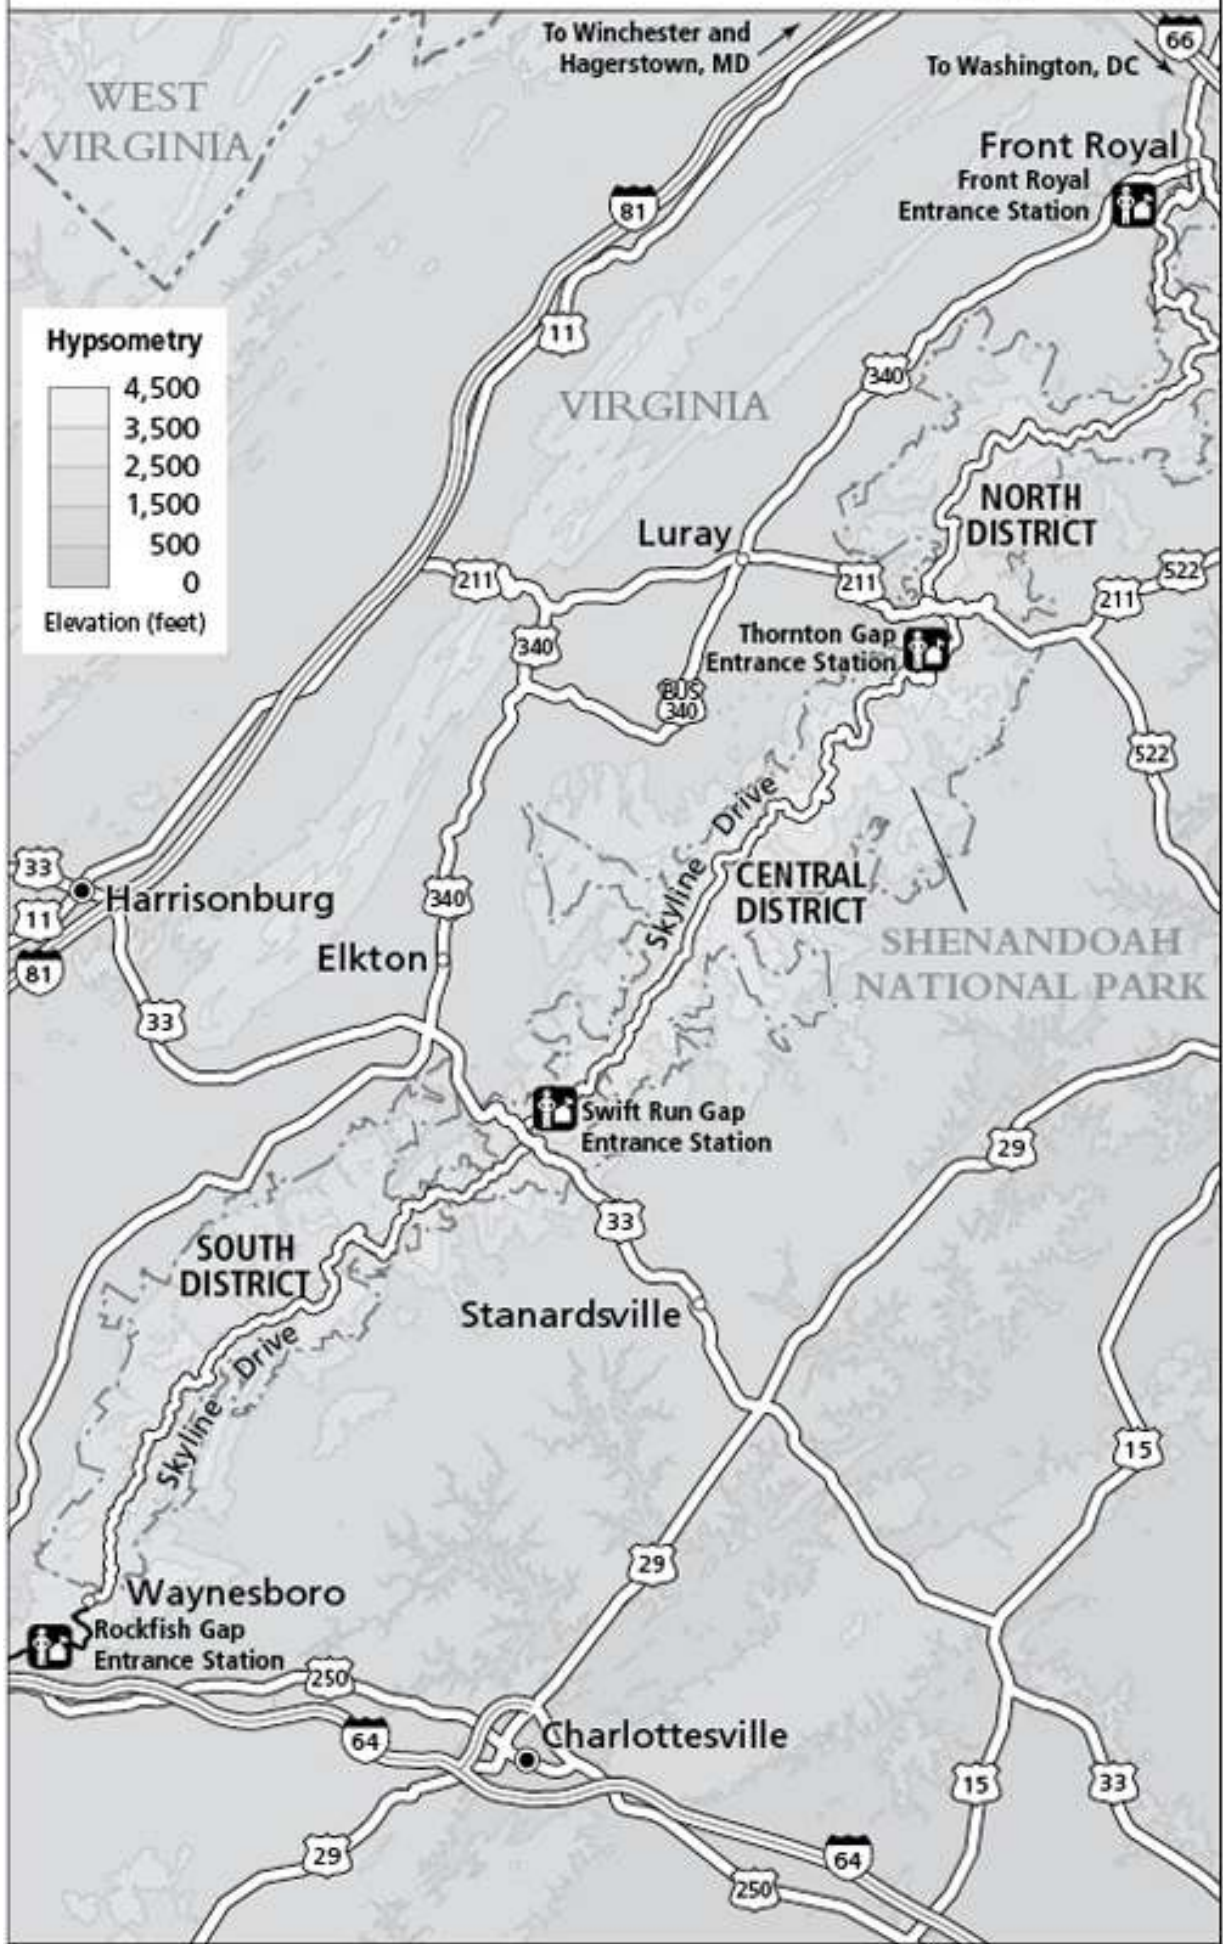 To Winchester and
Hagerstown, MD
66
To Washington, DC
WEST
VIRGINIA
Front Royal
Front Royal
Entrance Station
81
11
Hypsometry
4,500
3,500
2,500
1,500
500
0
Elevation (feet)
340
VIRGINIA
NORTH
DISTRICT
Luray
211
211
522
211
340
Thornton Gap
Entrance Station
BUS
340
522
Skyline Drive
33
Harrisonburg
11
81
340
CENTRAL
DISTRICT
Elkton
SHENANDOAH
NATIONAL PARK
33
Swift Run Gap
Entrance Station
29
33
SOUTH
DISTRICT
Stanardsville
Skyline Drive
15
29
Waynesboro
Rockfish Gap
Entrance Station
250
64
Charlottesville
15
33
29
64
250